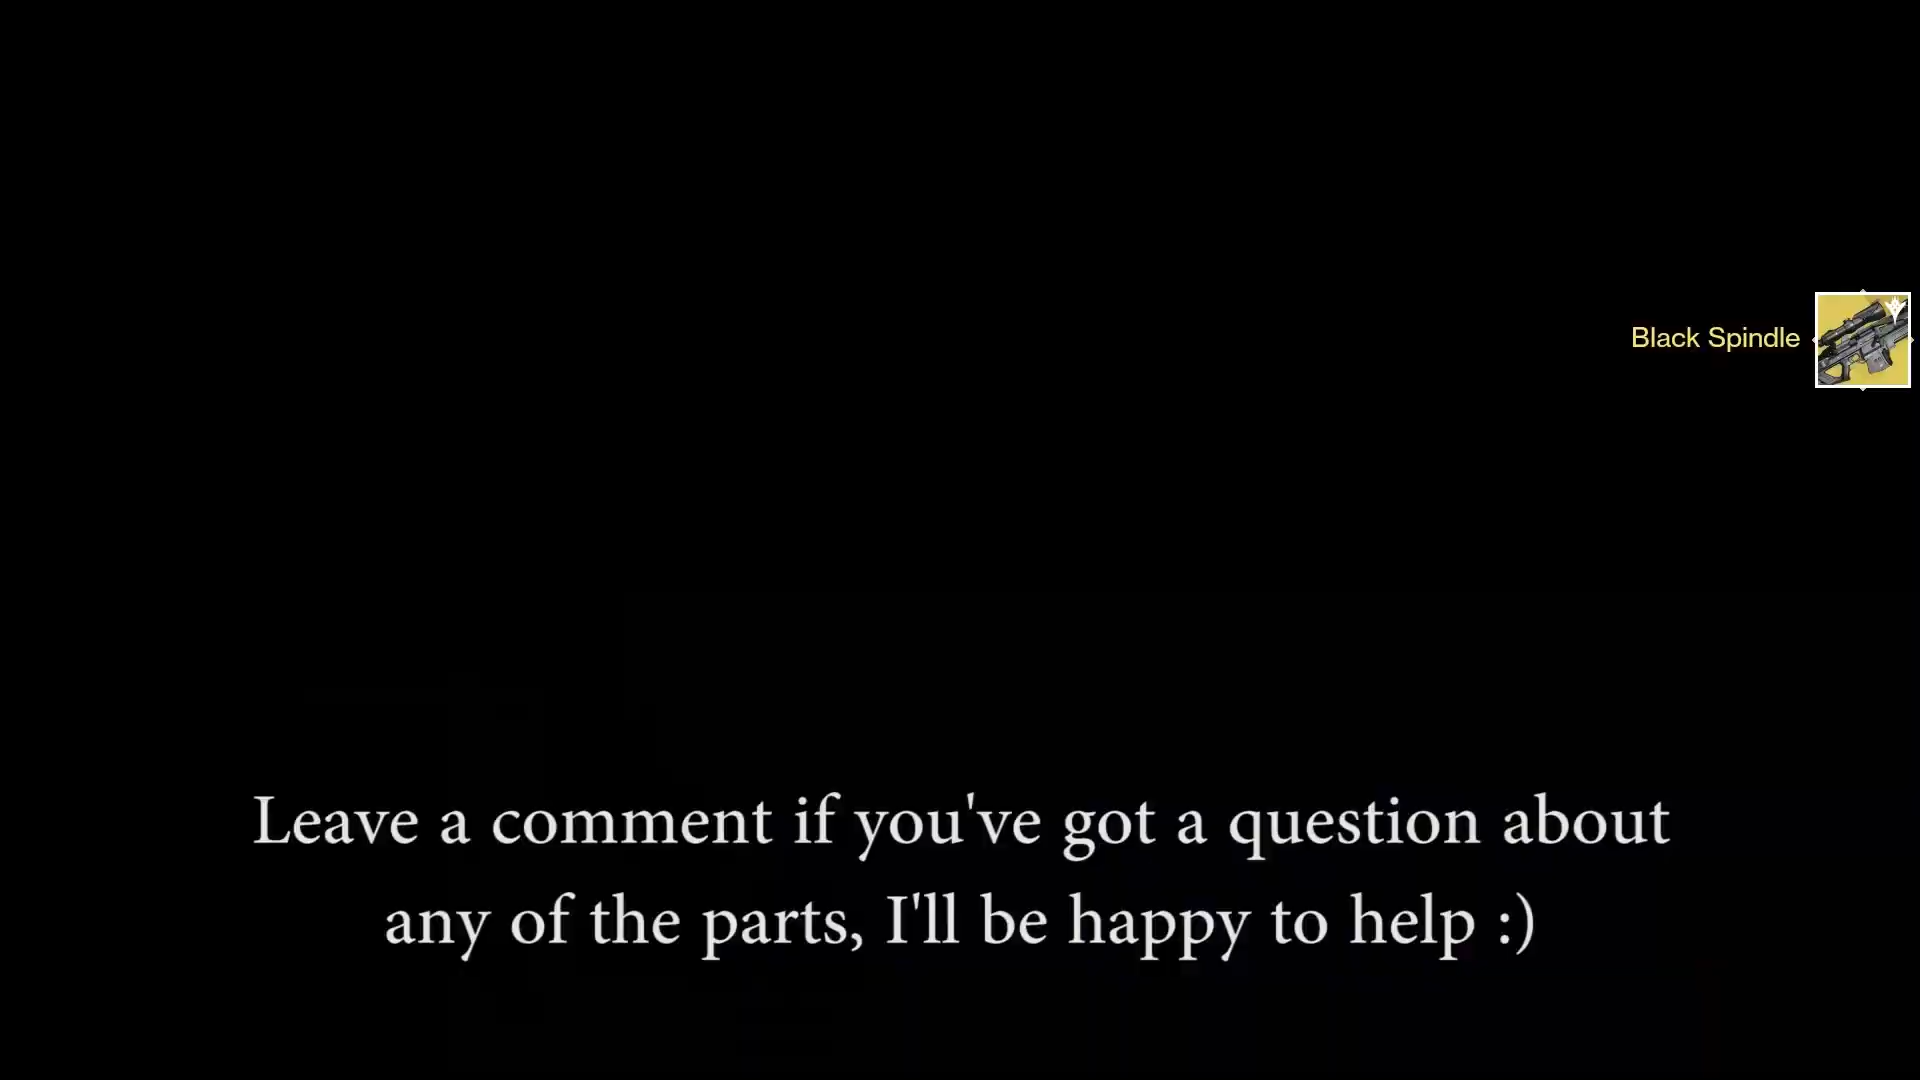 Black Spindle
Leave a comment if you've got a question about
any of the parts, I'll be happy to help :)